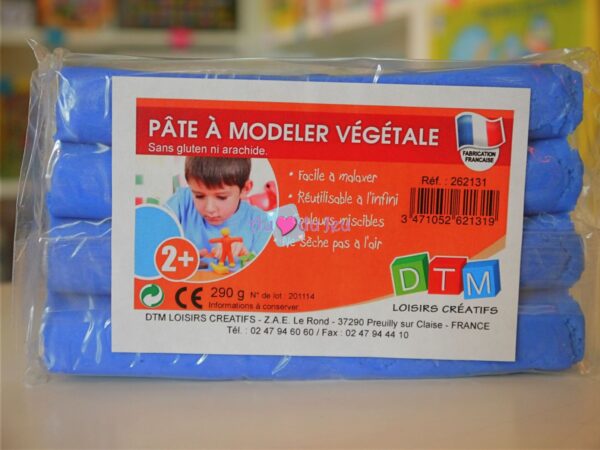 PÂTE À MODELER VÉGÉTALE
Sans gluten ni arachide.
FABRICATION
FRANÇAISE
• Facile a malaxer
• Réutilisable a l'infini
Couleurs miscibles
Ne sèche pas a l'air
Réf. : 262131
3 471052 621319
2+
CE 290 g N° de lot : 201114
Informations à conserver.
DTM
LOISIRS CRÉATIFS
DTM LOISIRS CREATIFS - Z.A.E. Le Rond - 37290 Preuilly sur Claise - FRANCE
Tél. : 02 47 94 60 60 / Fax : 02 47 94 44 10